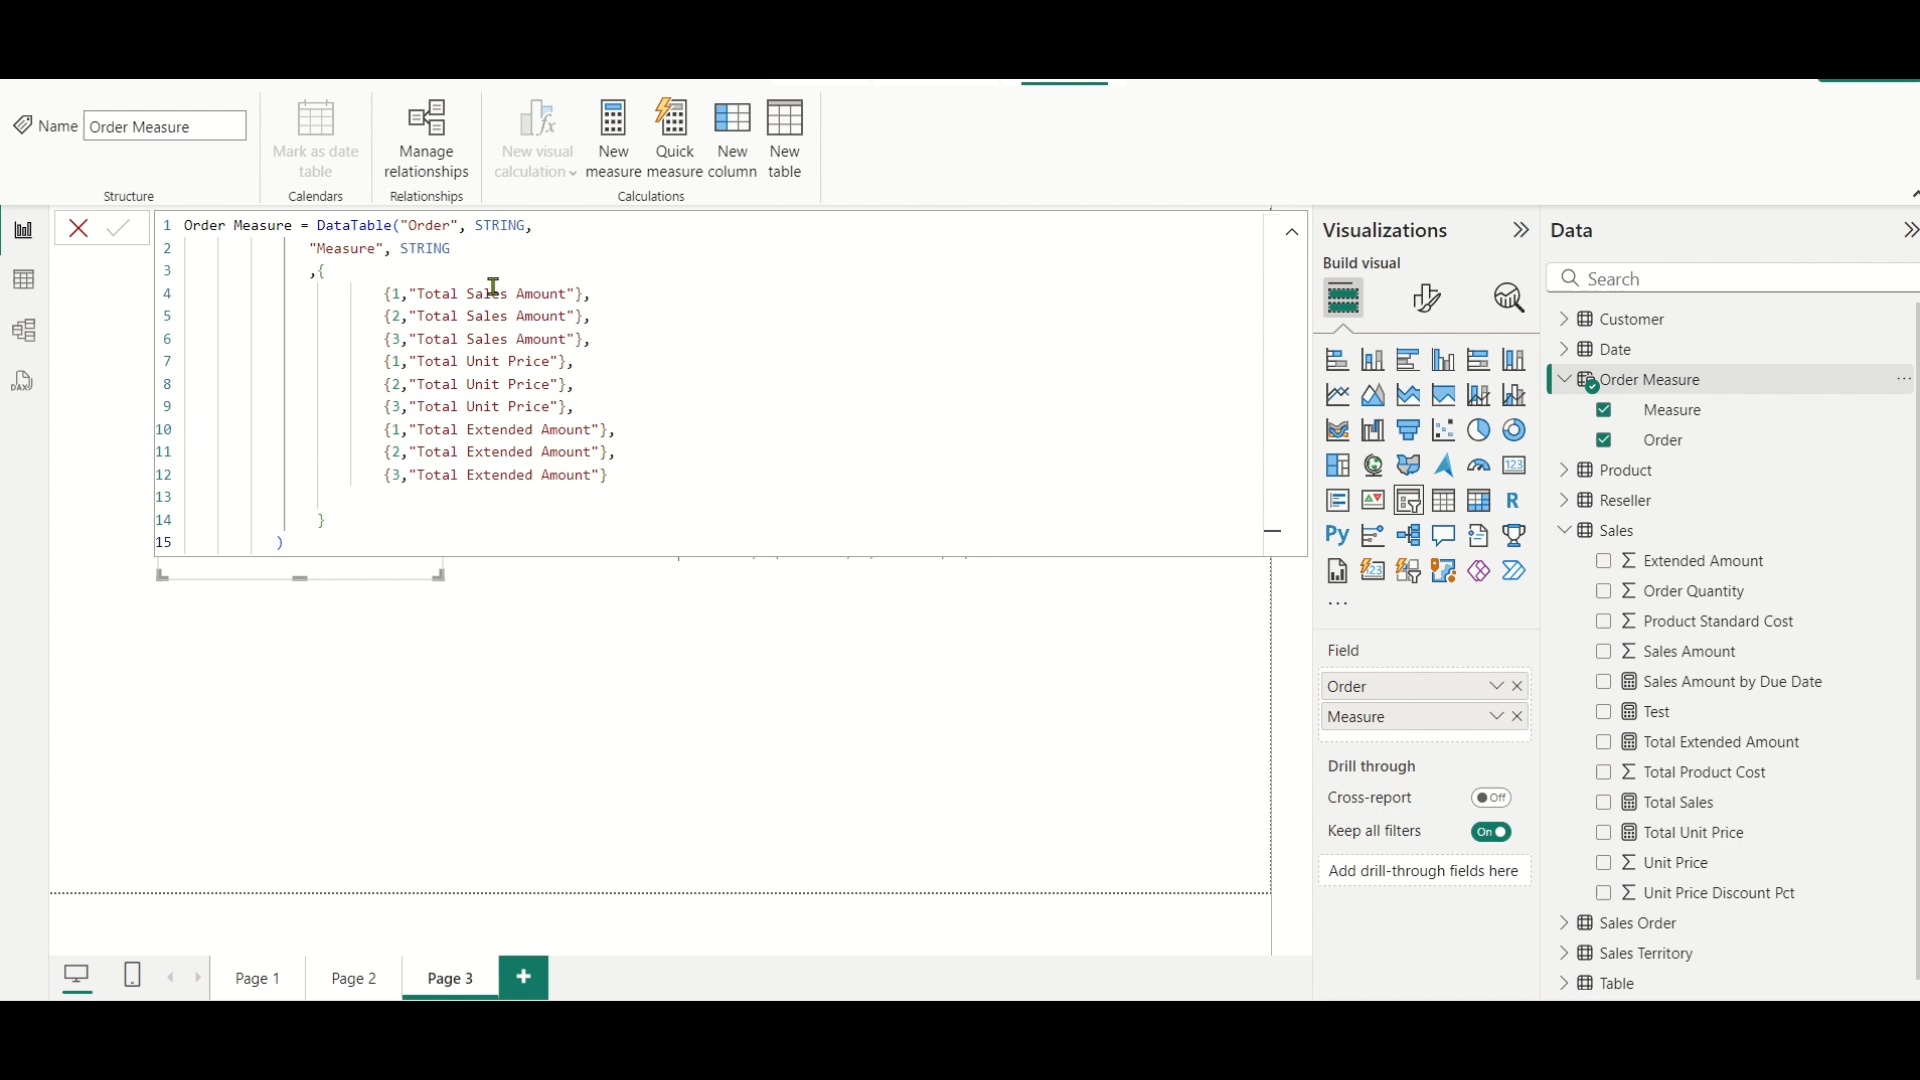 Name
Order Measure
Mark as date
table
Manage
relationships
New visual
calculation
New
measure
Quick
measure
New
column
New
table
Structure
Calendars
Relationships
Calculations
1 Order Measure = DataTable("Order", STRING,
2 "Measure", STRING
3 ,{
4 {1,"Total Sales Amount"},
5 {2,"Total Sales Amount"},
6 {3,"Total Sales Amount"},
7 {1,"Total Unit Price"},
8 {2,"Total Unit Price"},
9 {3,"Total Unit Price"},
10 {1,"Total Extended Amount"},
11 {2,"Total Extended Amount"},
12 {3,"Total Extended Amount"}
13
14 }
15 )
Page 1
Page 2
Page 3
Visualizations
Build visual
123
R
Py
123
Field
Order
Measure
Drill through
Cross-report
Off
Keep all filters
On
Add drill-through fields here
Data
Search
Customer
Date
Order Measure
Measure
Order
Product
Reseller
Sales
Extended Amount
Order Quantity
Product Standard Cost
Sales Amount
Sales Amount by Due Date
Test
Total Extended Amount
Total Product Cost
Total Sales
Total Unit Price
Unit Price
Unit Price Discount Pct
Sales Order
Sales Territory
Table
DAX